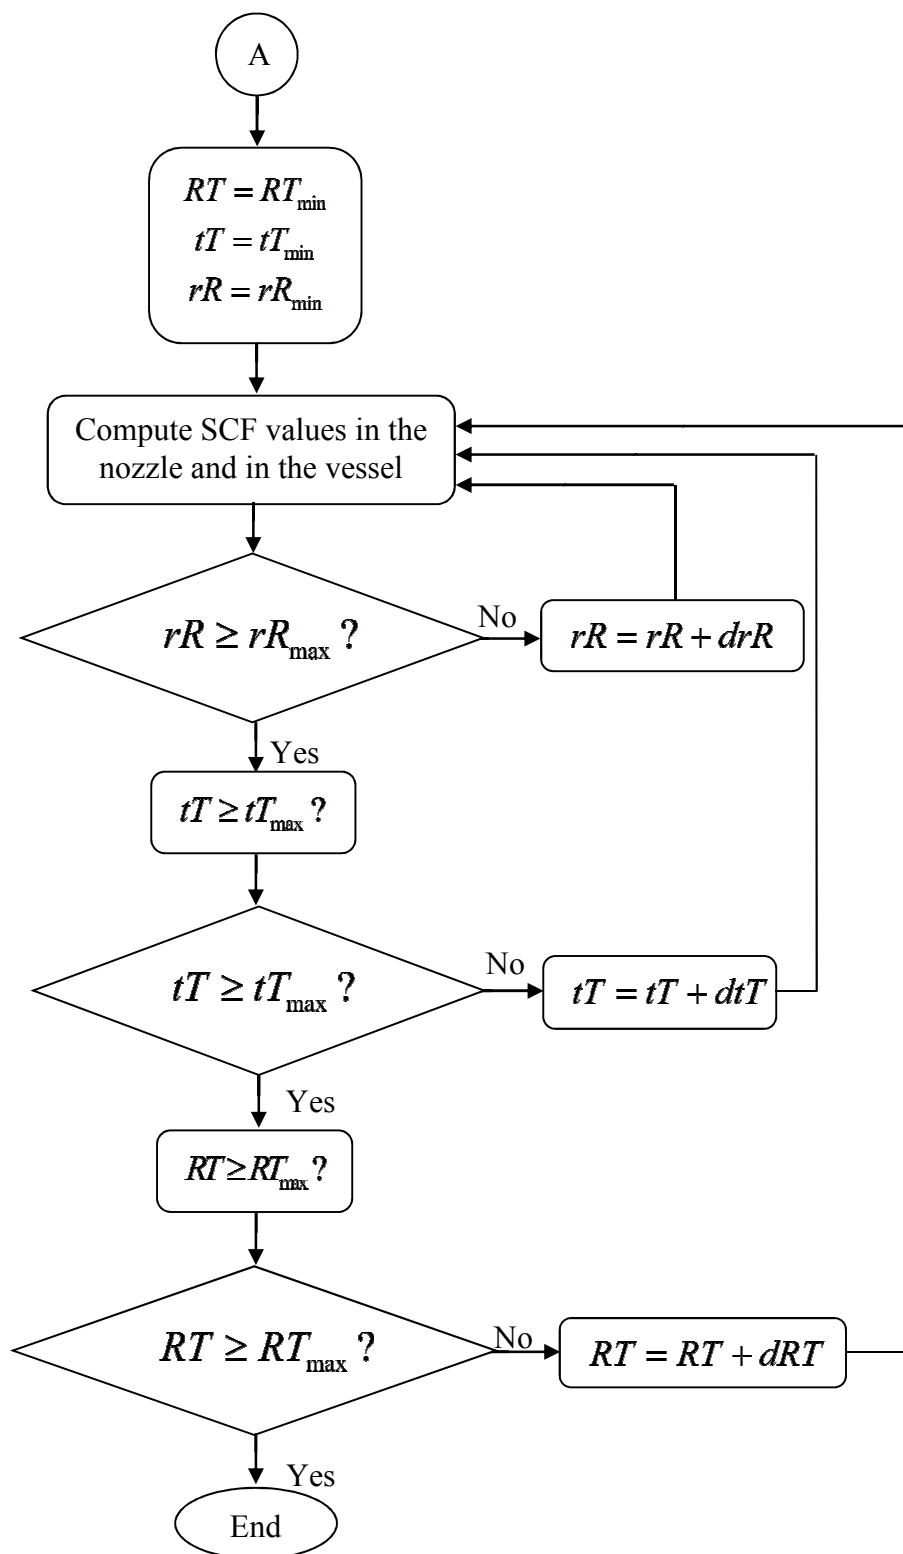 A
RT = RT_min
tT = tT_min
rR = rR_min
Compute SCF values in the
nozzle and in the vessel
rR ≥ rR_max ?
No
rR = rR + drR
Yes
tT ≥ tT_max ?
tT ≥ tT_max ?
No
tT = tT + dtT
Yes
RT ≥ RT_max ?
RT ≥ RT_max ?
No
RT = RT + dRT
Yes
End